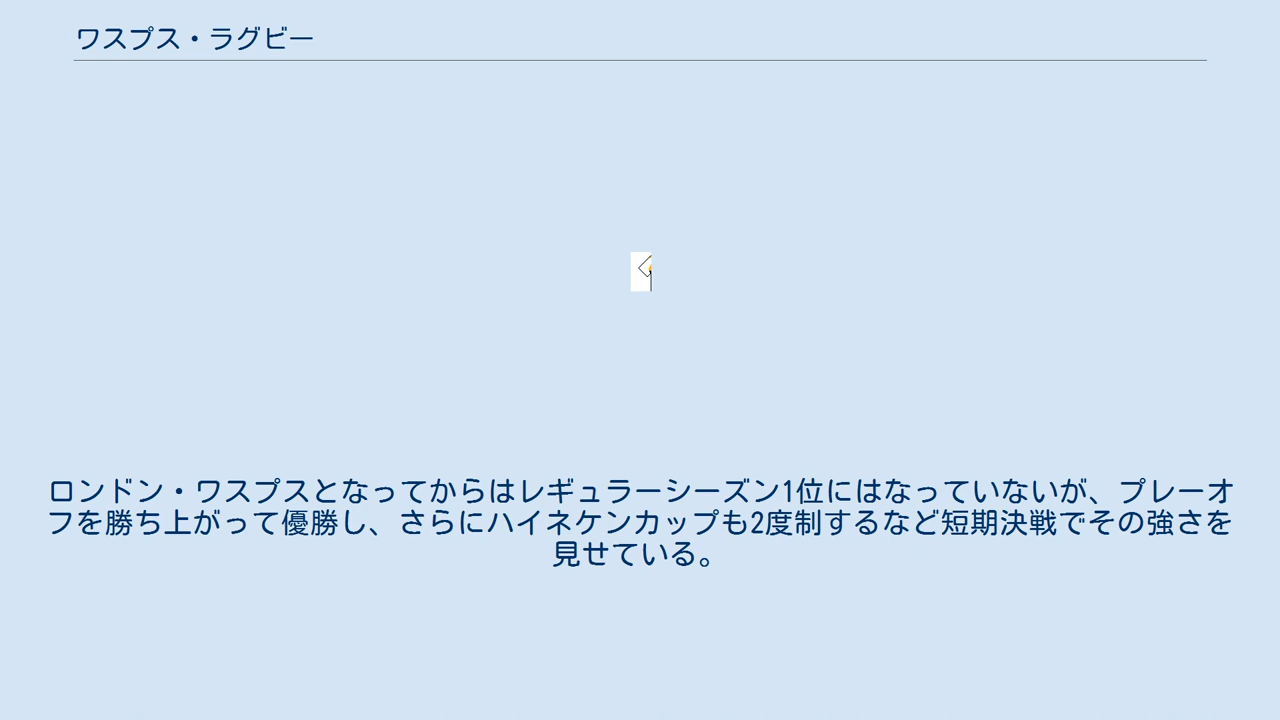 ワスプス・ラグビー
ロンドン・ワスプスとなってからはレギュラーシーズン1位にはなっていないが、プレーオ
フを勝ち上がって優勝し、さらにハイネケンカップも2度制するなど短期決戦でその強さを
見せている。